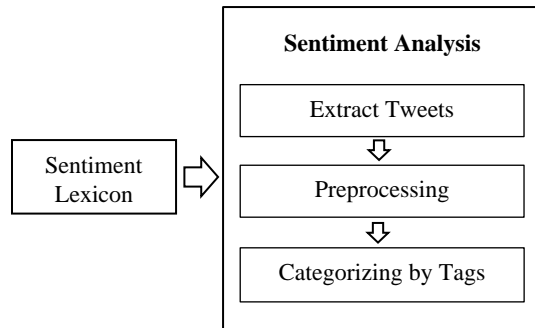 Sentiment Analysis
Extract Tweets
Sentiment
Lexicon
Preprocessing
Categorizing by Tags